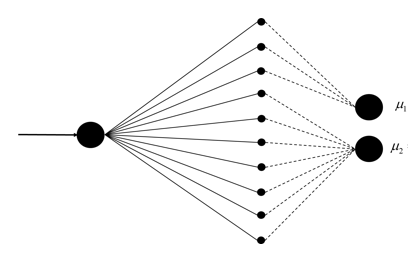 μ₁
μ₂ =